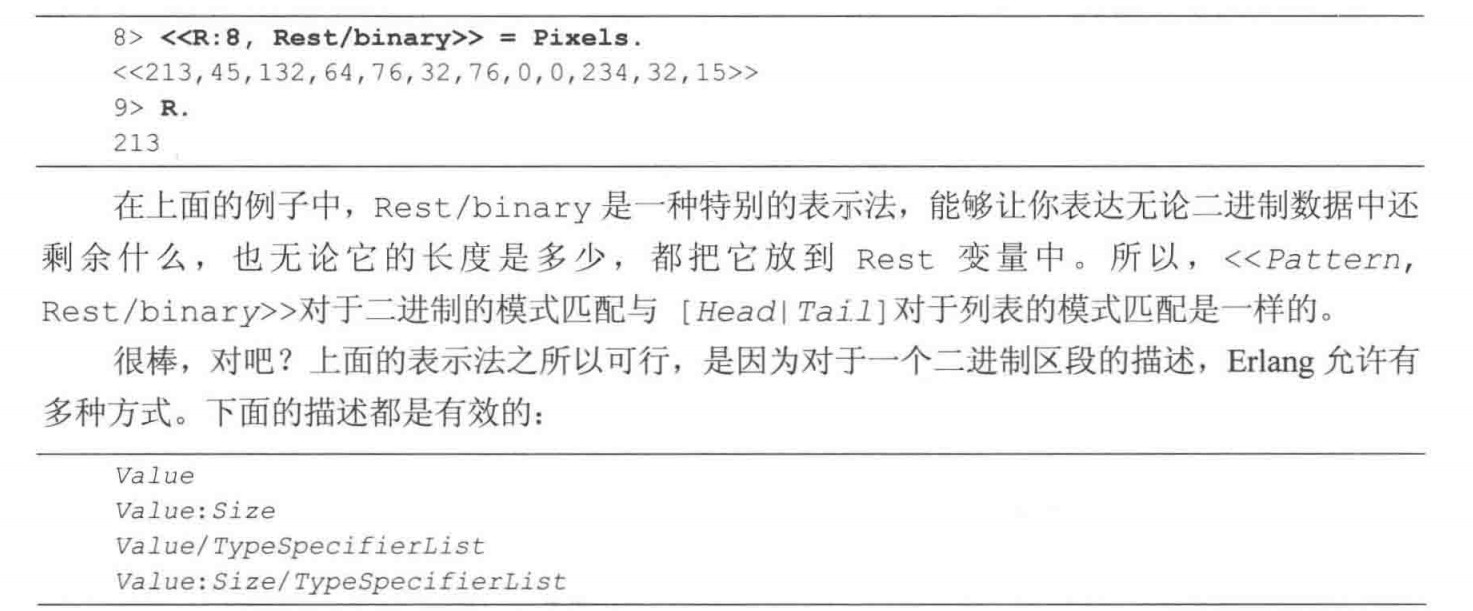 8> <<R:8, Rest/binary>> = Pixels.
<<213,45,132,64,76,32,76,0,0,234,32,15>>
9> R.
213
在上面的例子中，Rest/binary 是一种特别的表示法，能够让你表达无论二进制数据中还
剩余什么，也无论它的长度是多少，都把它放到 Rest 变量中。所以，<<Pattern,
Rest/binary>>对于二进制的模式匹配与 [Head|Tail]对于列表的模式匹配是一样的。
很棒，对吧？上面的表示法之所以可行，是因为对于一个二进制区段的描述，Erlang 允许有
多种方式。下面的描述都是有效的：
Value
Value:Size
Value/TypeSpecifierList
Value:Size/TypeSpecifierList